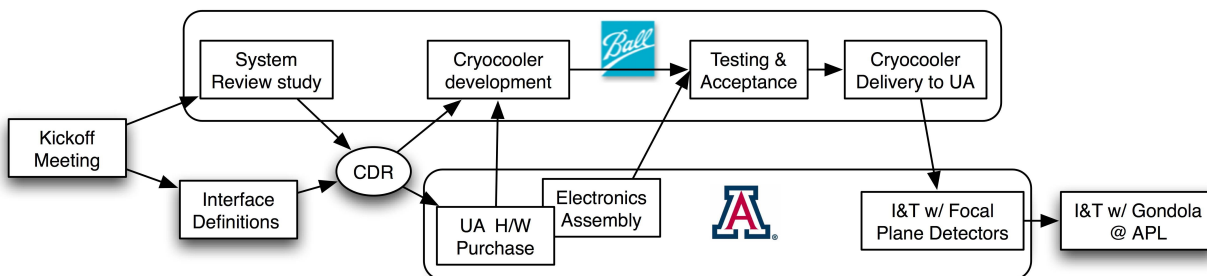 System
Review study
Cryocooler
development
Ball
Testing &
Acceptance
Cryocooler
Delivery to UA
Kickoff
Meeting
CDR
Interface
Definitions
UA H/W
Purchase
Electronics
Assembly
A
I&T w/ Focal
Plane Detectors
I&T w/ Gondola
@ APL